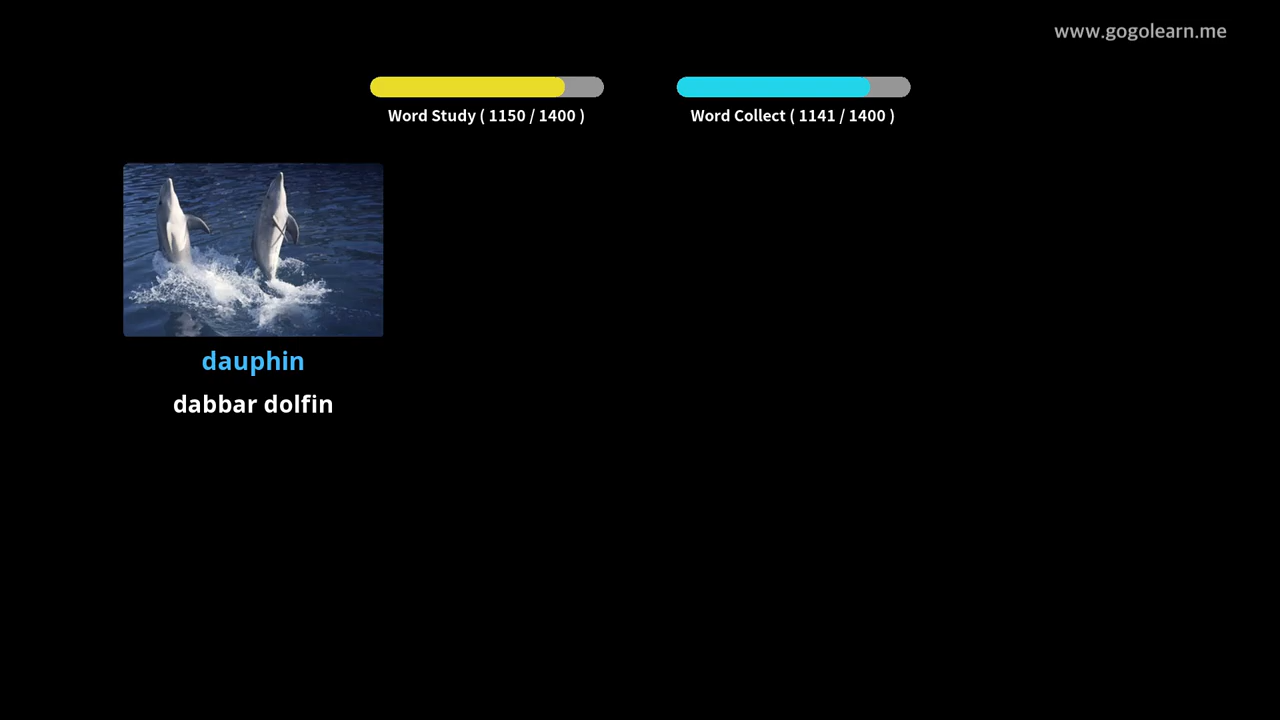 www.gogolearn.me
Word Study ( 1150 / 1400 )
Word Collect ( 1141 / 1400 )
dauphin
dabbar dolfin